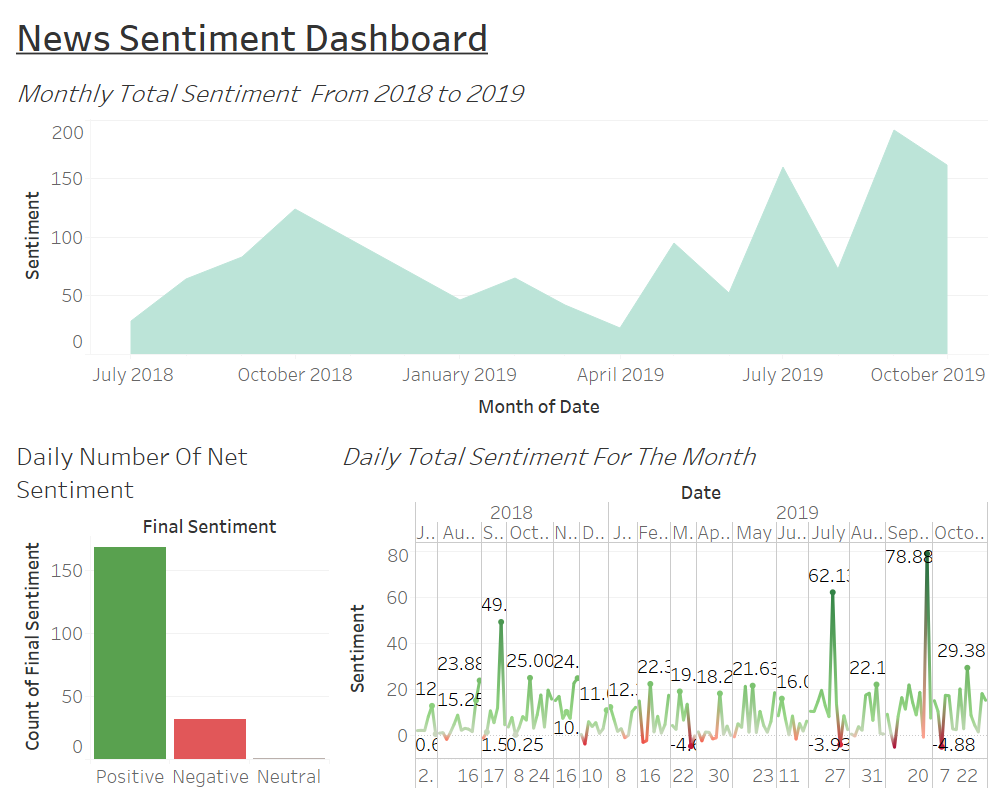 News Sentiment Dashboard
Monthly Total Sentiment From 2018 to 2019
200
150
100
50
0
Sentiment
July 2018 October 2018 January 2019 April 2019 July 2019 October 2019
Month of Date
Daily Number Of Net
Sentiment
Final Sentiment
150
100
50
0
Count of Final Sentiment
Positive Negative Neutral
Daily Total Sentiment For The Month
Date
2018 2019
J.. Au.. S.. Oct.. N.. D.. J.. Fe.. M. Ap.. May Ju.. July Au.. Sep.. Octo..
80
60
40
20
0
Sentiment
78.88
62.13
49.
29.38
23.88 25.00 24. 22.3 19. 18.2 21.63 22.1
12. 15.25 11. 12. 16.0
10.
0.6 1.5 0.25 -3.93 -4.88
2. 16 17 8 24 16 10 8 16 22 30 23 11 27 31 20 7 22